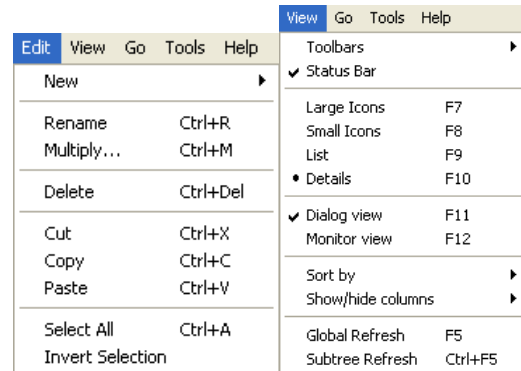 Edit View Go Tools Help
New
Rename Ctrl+R
Multiply... Ctrl+M
Delete Ctrl+Del
Cut Ctrl+X
Copy Ctrl+C
Paste Ctrl+V
Select All Ctrl+A
Invert Selection
View Go Tools Help
Toolbars
Status Bar
Large Icons F7
Small Icons F8
List F9
Details F10
Dialog view F11
Monitor view F12
Sort by
Show/hide columns
Global Refresh F5
Subtree Refresh Ctrl+F5